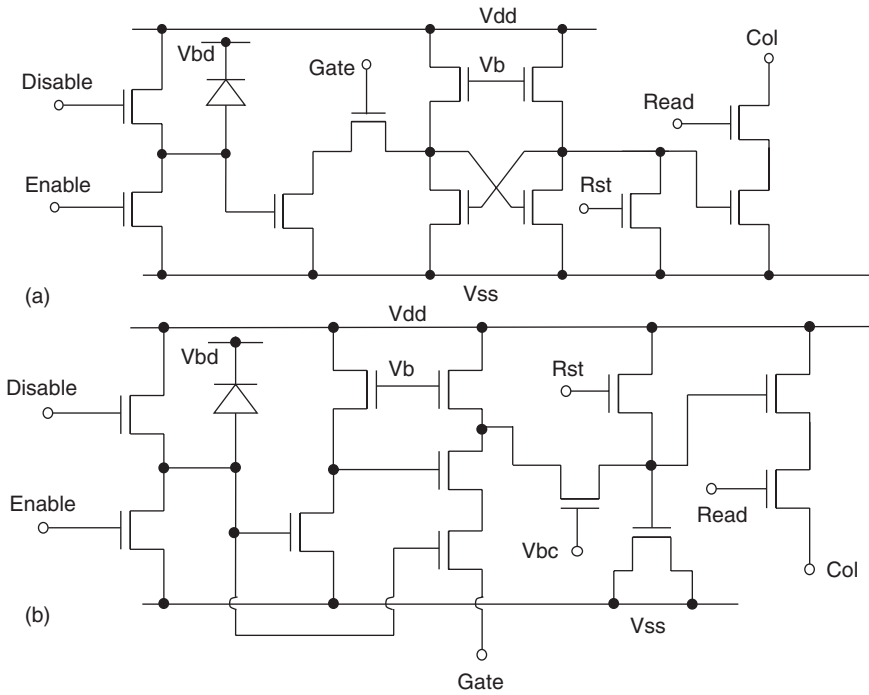 Vdd
Vbd
Col
Gate
Vb
Disable
Read
Enable
Rst
(a)
Vss
Vdd
Vbd
Vb
Rst
Disable
Enable
Read
Vbc
Col
(b)
Vss
Gate